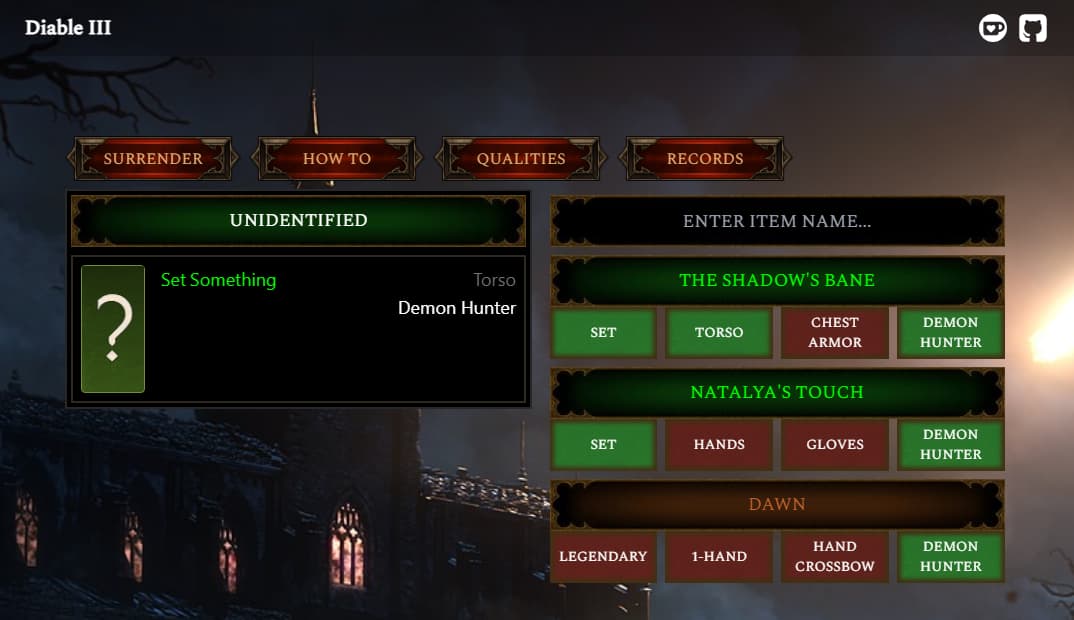 Diable III
SURRENDER
HOW TO
QUALITIES
RECORDS
UNIDENTIFIED
?
Set Something
Torso
Demon Hunter
ENTER ITEM NAME...
THE SHADOW'S BANE
SET
TORSO
CHEST
ARMOR
DEMON
HUNTER
NATALYA'S TOUCH
SET
HANDS
GLOVES
DEMON
HUNTER
DAWN
LEGENDARY
1-HAND
HAND
CROSSBOW
DEMON
HUNTER